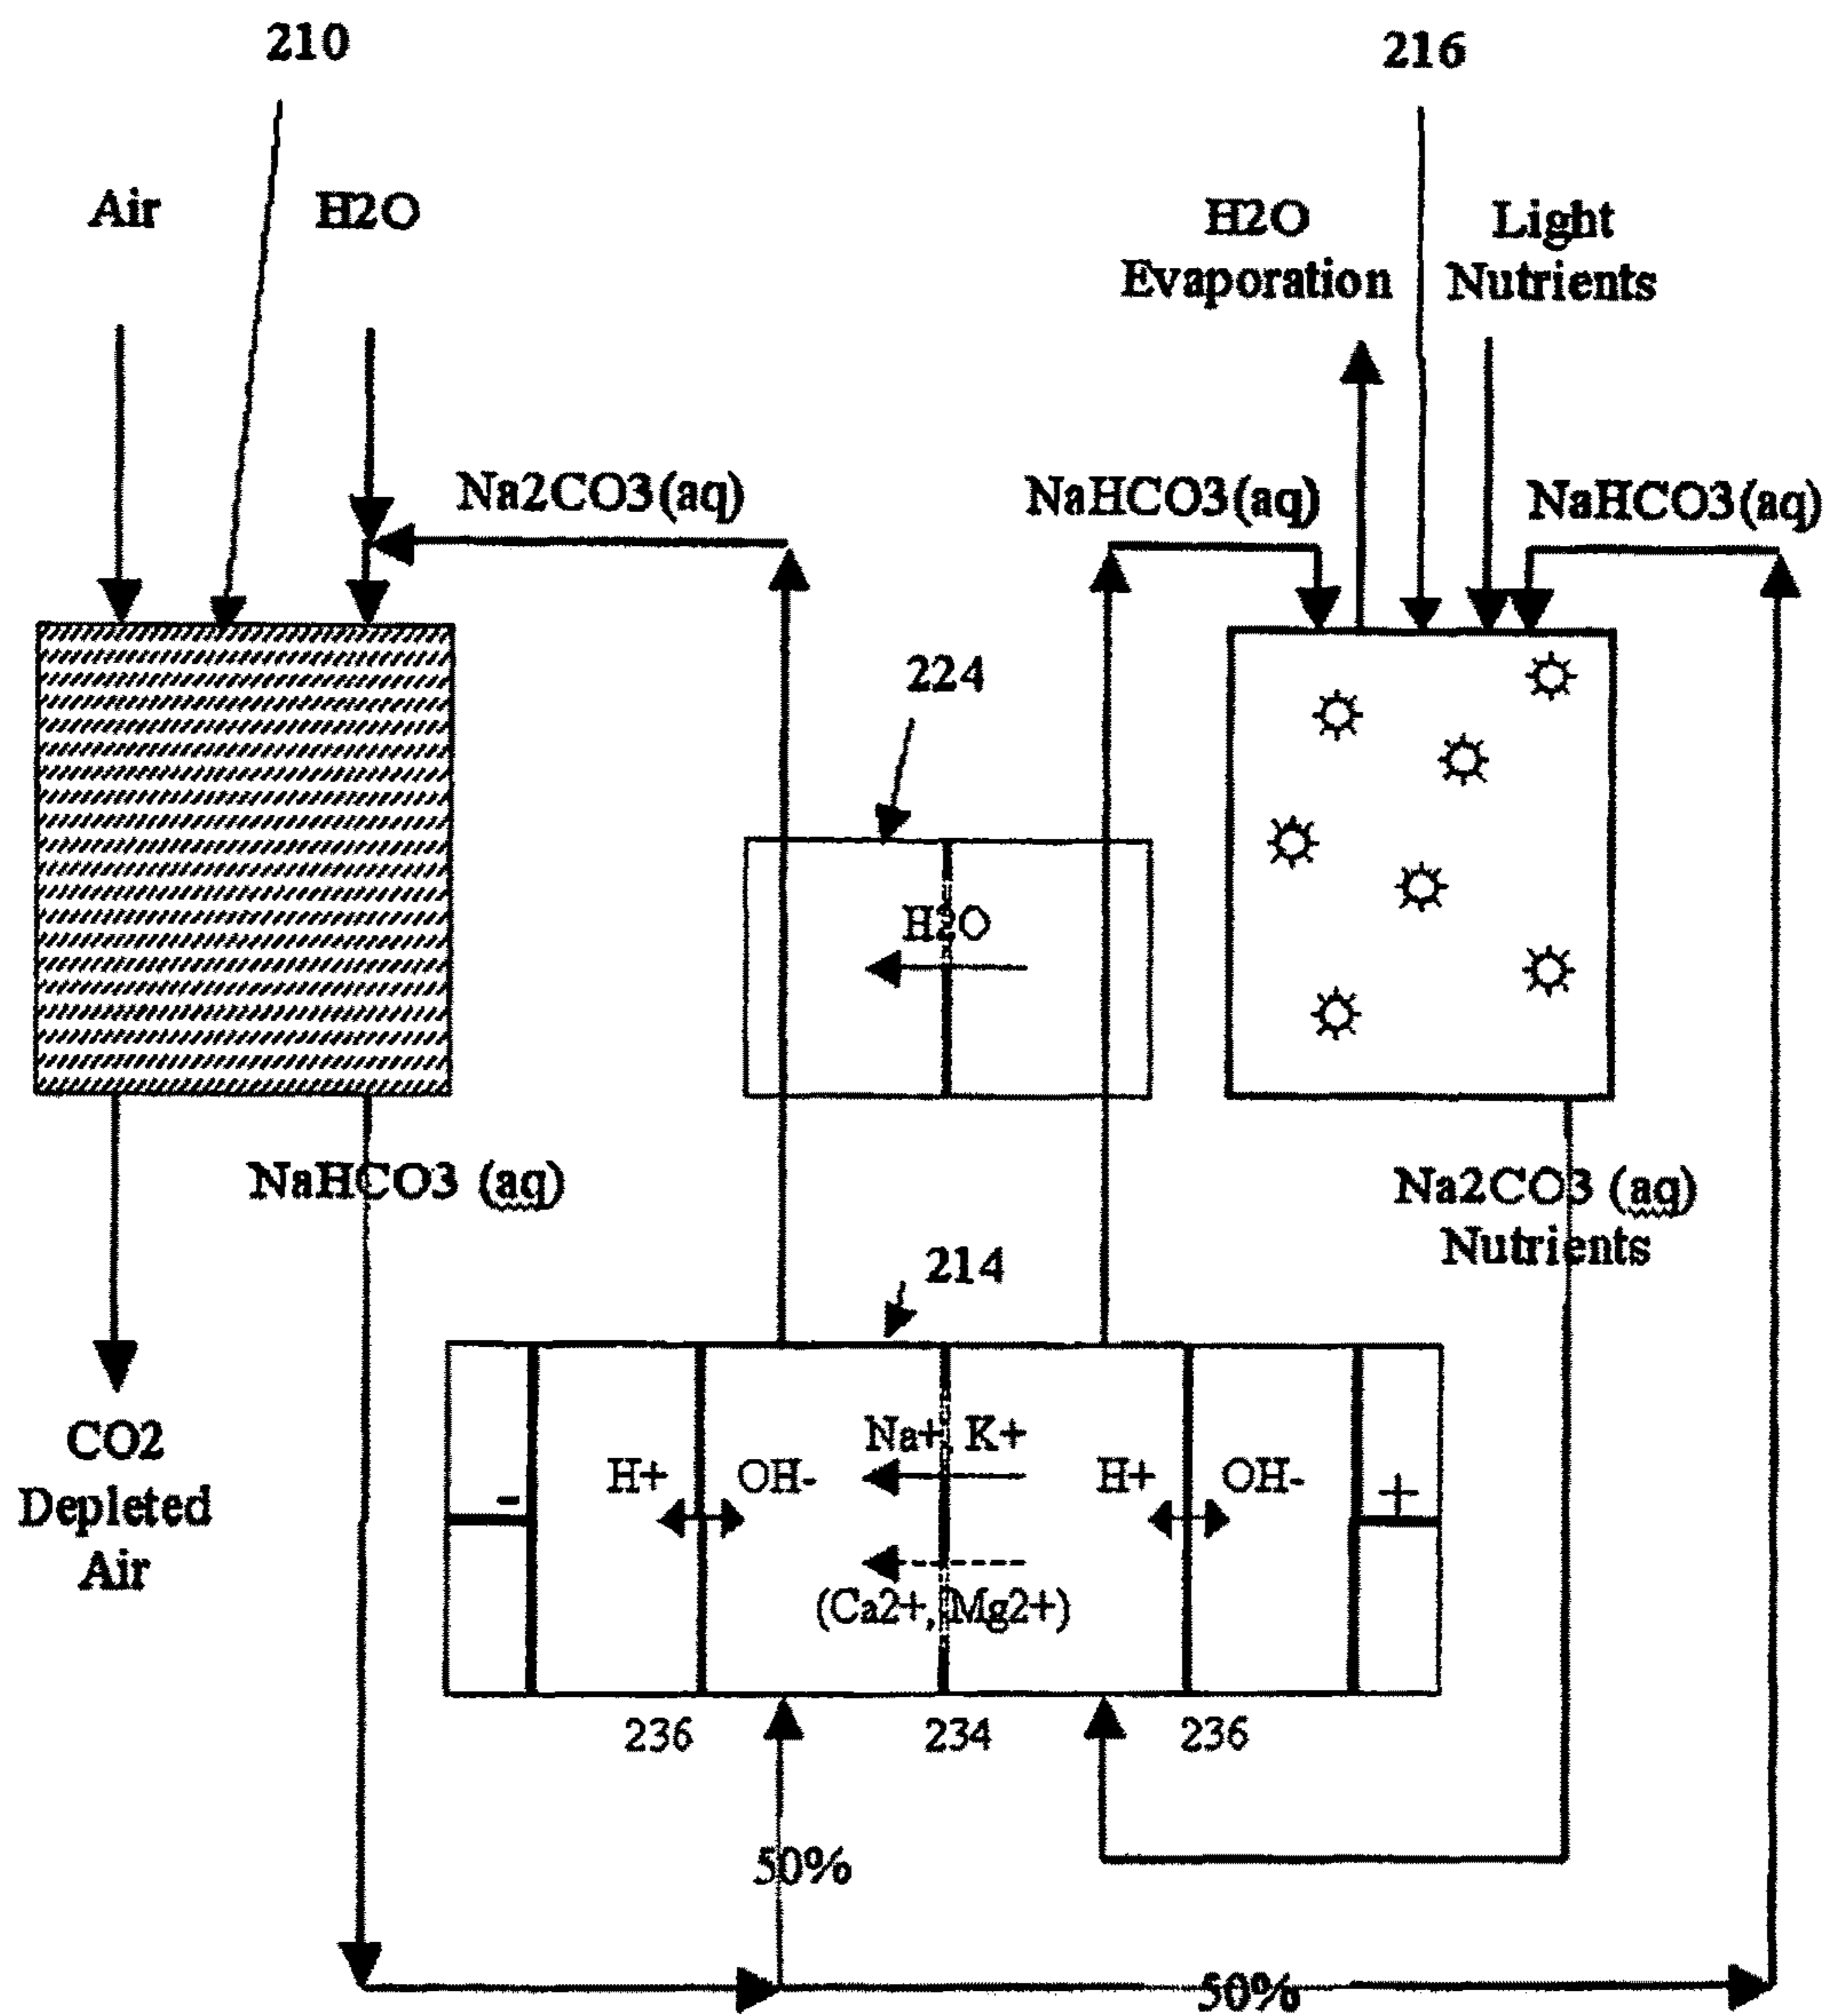 210
216
Air
H2O
H2O
Evaporation
Light
Nutrients
Na2CO3(aq)
NaHCO3(aq)
NaHCO3(aq)
224
H2O
NaHCO3 (aq)
Na2CO3 (aq)
Nutrients
214
CO2
Depleted
Air
-
H+
OH-
Na+, K+
H+
OH-
+
(Ca2+, Mg2+)
236
234
236
50%
50%